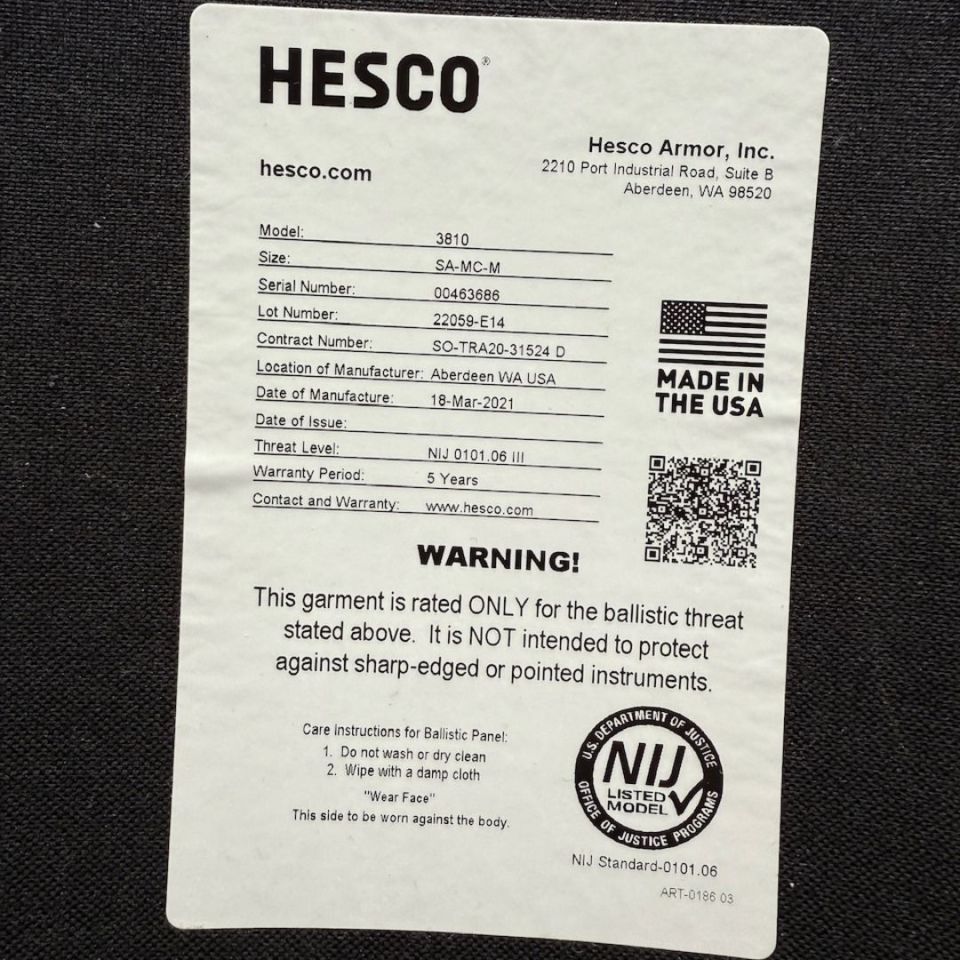 HESCO®
Hesco Armor, Inc.
hesco.com
2210 Port Industrial Road, Suite B
Aberdeen, WA 98520
Model: 3810
Size: SA-MC-M
Serial Number: 00463686
Lot Number: 22059-E14
Contract Number: SO-TRA20-31524 D
Location of Manufacturer: Aberdeen WA USA
Date of Manufacture: 18-Mar-2021
Date of Issue:
Threat Level: NIJ 0101.06 III
Warranty Period: 5 Years
Contact and Warranty: www.hesco.com
MADE IN
THE USA
WARNING!
This garment is rated ONLY for the ballistic threat
stated above. It is NOT intended to protect
against sharp-edged or pointed instruments.
Care Instructions for Ballistic Panel:
1. Do not wash or dry clean
2. Wipe with a damp cloth
"Wear Face"
This side to be worn against the body.
U.S. DEPARTMENT OF JUSTICE
NIJ
LISTED
MODEL
OFFICE OF JUSTICE PROGRAMS
NIJ Standard-0101.06
ART-0186 03